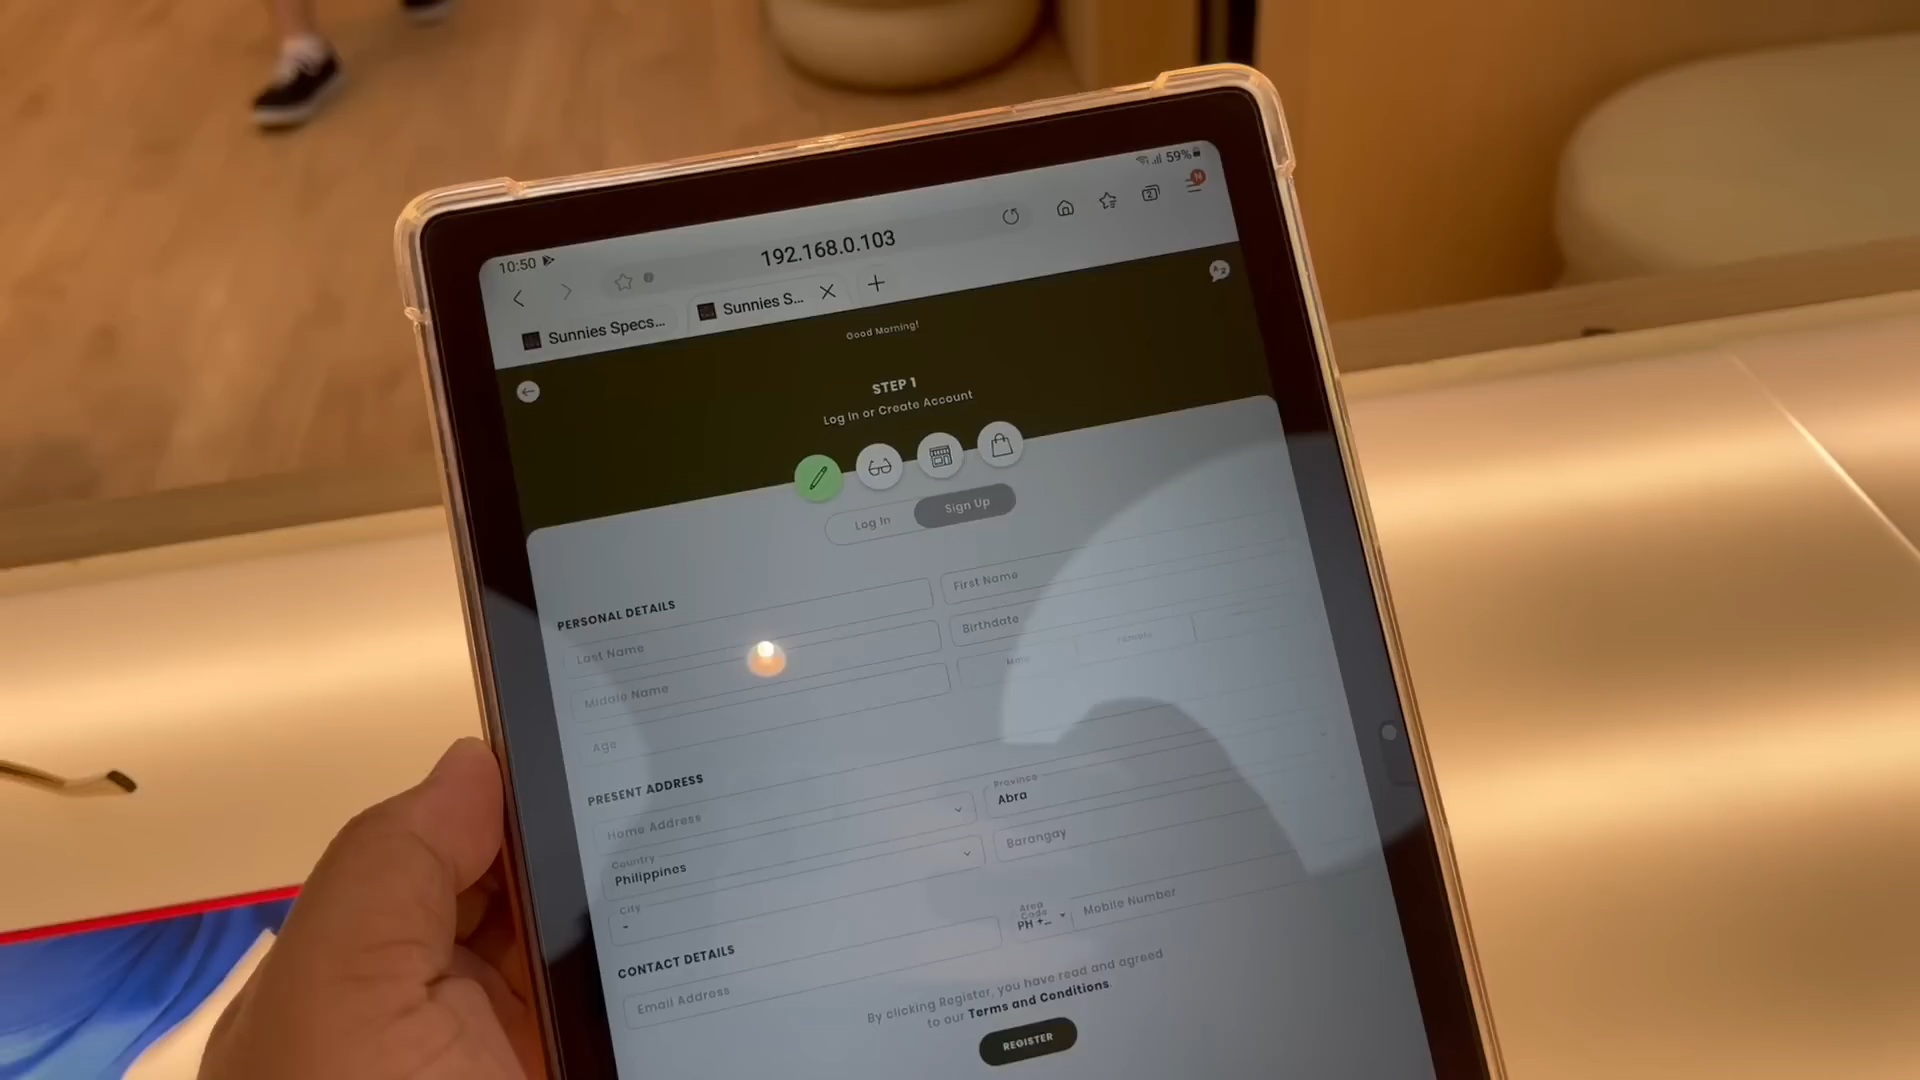 10:50
59%
192.168.0.103
2
N
Sunnies Specs...
Sunnies S...
Good Morning!
STEP 1
Log In or Create Account
Log In
Sign Up
PERSONAL DETAILS
Last Name
First Name
Middle Name
Birthdate
Age
Male
Female
PRESENT ADDRESS
Home Address
Province
Abra
Country
Philippines
Barangay
City
-
CONTACT DETAILS
Area Code
PH +_
Mobile Number
Email Address
By clicking Register, you have read and agreed
to our Terms and Conditions.
REGISTER